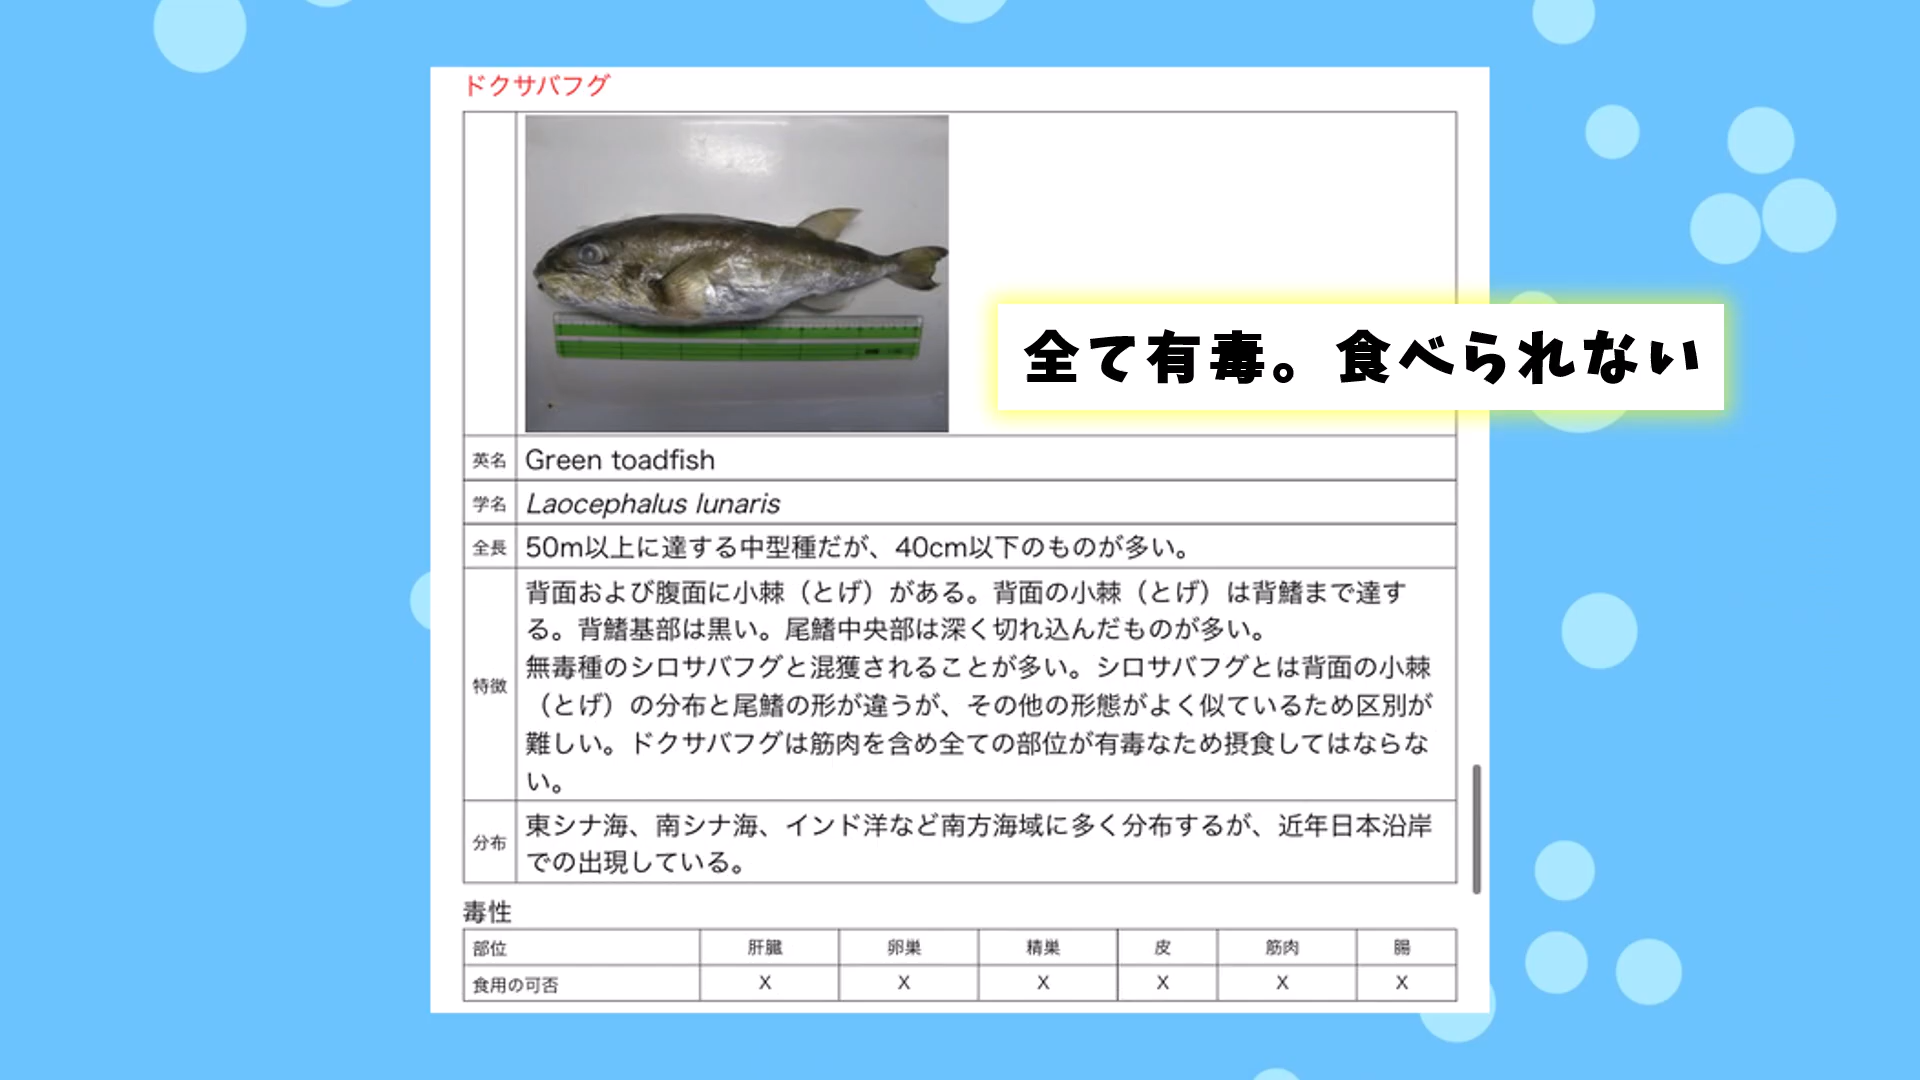 ドクサバフグ
全て有毒。食べられない
英名 Green toadfish
学名 Laocephalus lunaris
全長 50m以上に達する中型種だが、40cm以下のものが多い。
特徴 背面および腹面に小棘（とげ）がある。背面の小棘（とげ）は背鰭まで達す
る。背鰭基部は黒い。尾鰭中央部は深く切れ込んだものが多い。
無毒種のシロサバフグと混獲されることが多い。シロサバフグとは背面の小棘
（とげ）の分布と尾鰭の形が違うが、その他の形態がよく似ているため区別が
難しい。ドクサバフグは筋肉を含め全ての部位が有毒なため摂食してはならな
い。
分布 東シナ海、南シナ海、インド洋など南方海域に多く分布するが、近年日本沿岸
での出現している。
毒性
部位 肝臓 卵巣 精巣 皮 筋肉 腸
食用の可否 X X X X X X